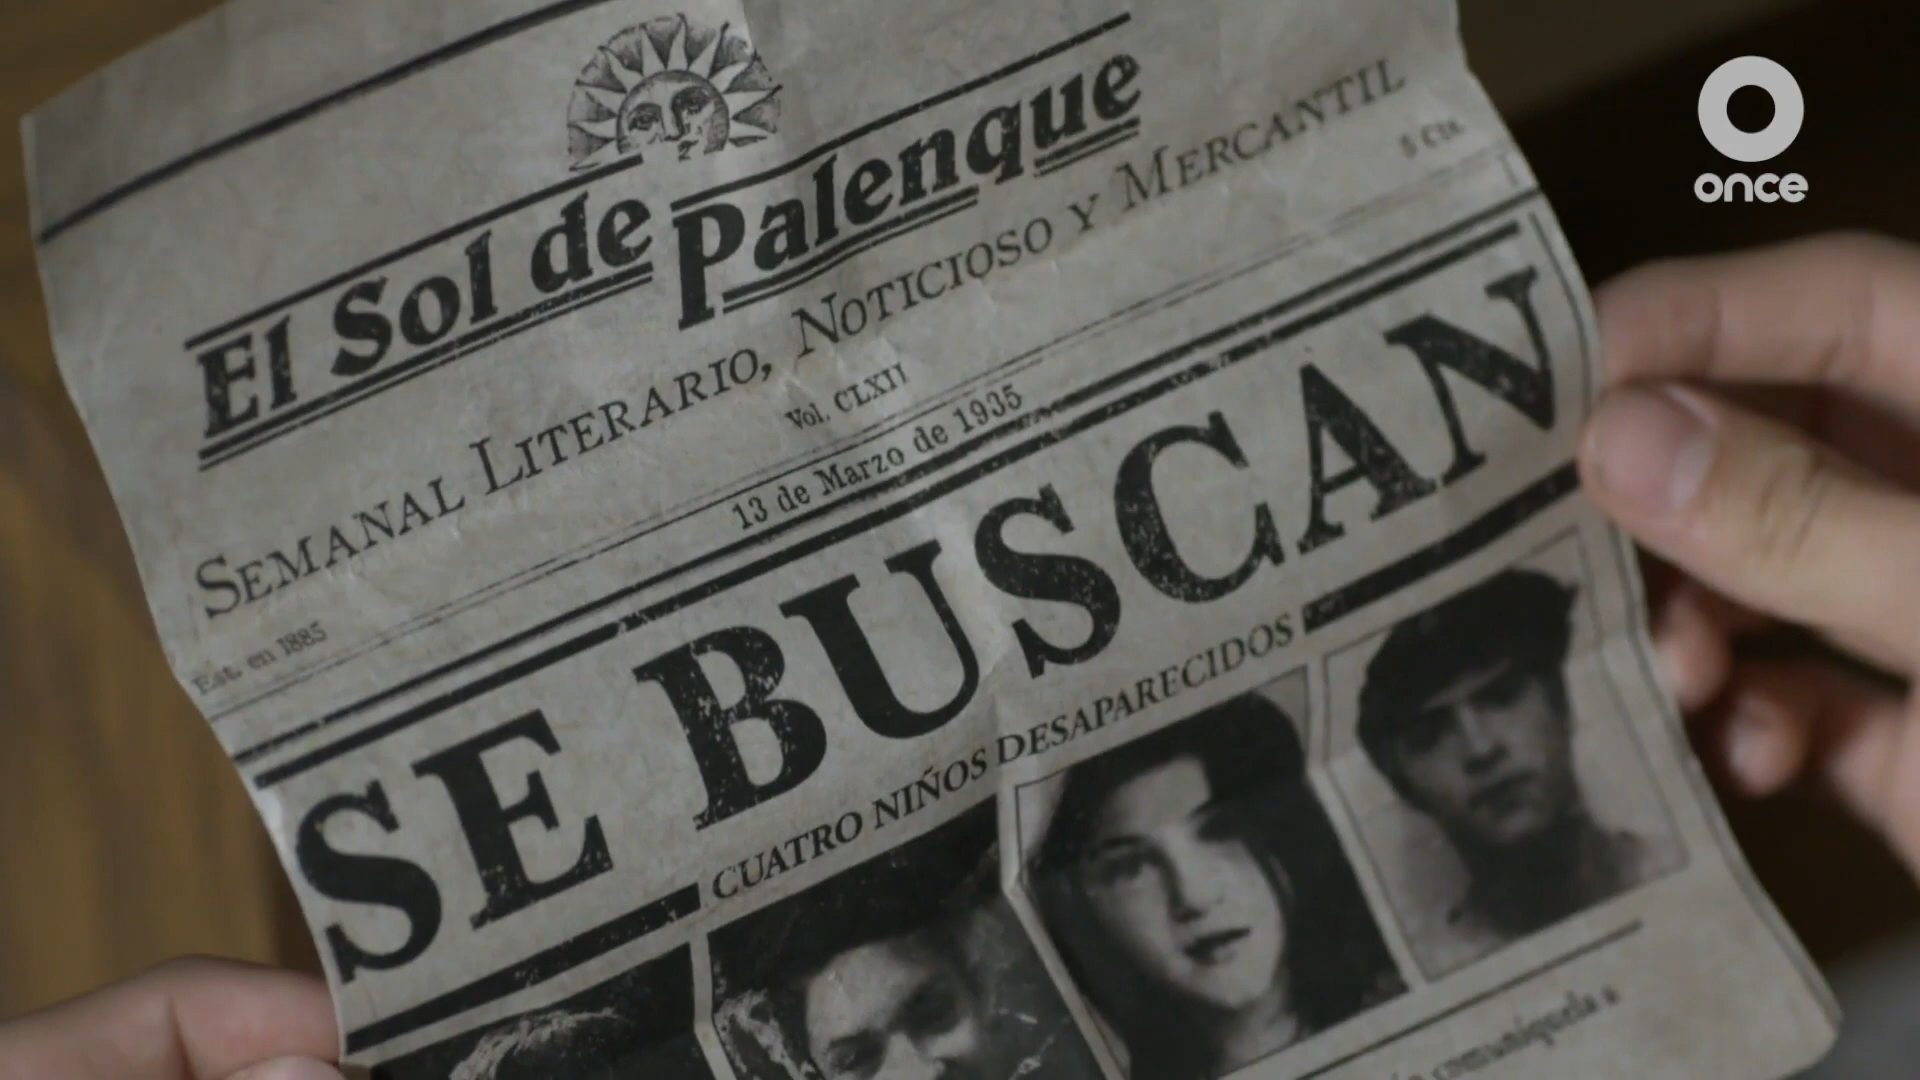 El Sol de Palenque
SEMANAL LITERARIO, NOTICIOSO Y MERCANTIL
Vol. CLXII
Est. en 1885
13 de Marzo de 1935
Cts.
SE BUSCAN
CUATRO NIÑOS DESAPARECIDOS
comuníquela a
once